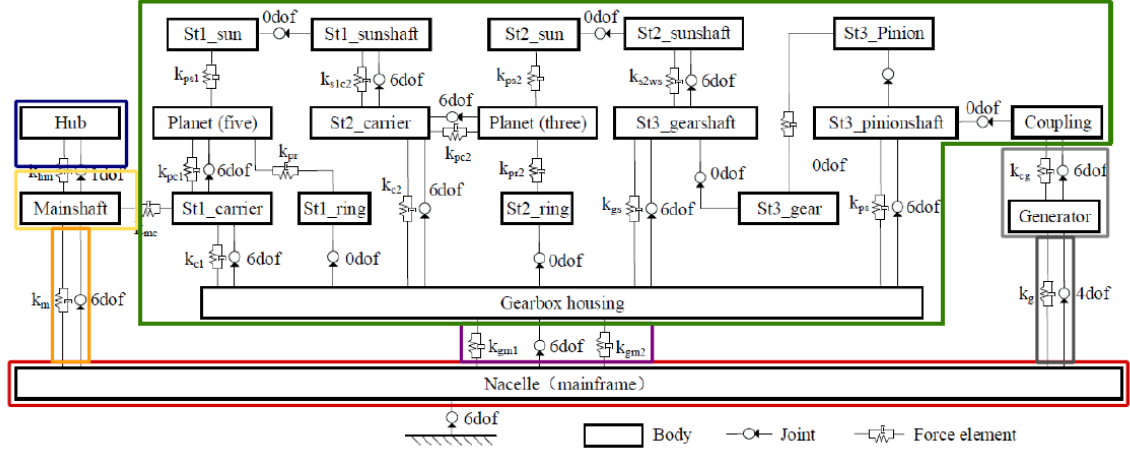 0dof
0dof
St1_sun
St1_sunshaft
St2_sun
St2_sunshaft
St3_Pinion
kps1
ks1c2
6dof
kps2
ks2ws
6dof
6dof
0dof
Hub
Planet (five)
St2_carrier
Planet (three)
St3_gearshaft
St3_pinionshaft
Coupling
kpr
kpc2
khm
1dof
kpc1
6dof
kpr2
0dof
kcg
6dof
kc2
6dof
0dof
Mainshaft
St1_carrier
St1_ring
St2_ring
kgs
6dof
St3_gear
kps
6dof
Generator
kc1
6dof
0dof
0dof
km
6dof
kg
4dof
Gearbox housing
kgm1
6dof
kgm2
Nacelle（mainframe）
6dof
Body
Joint
Force element